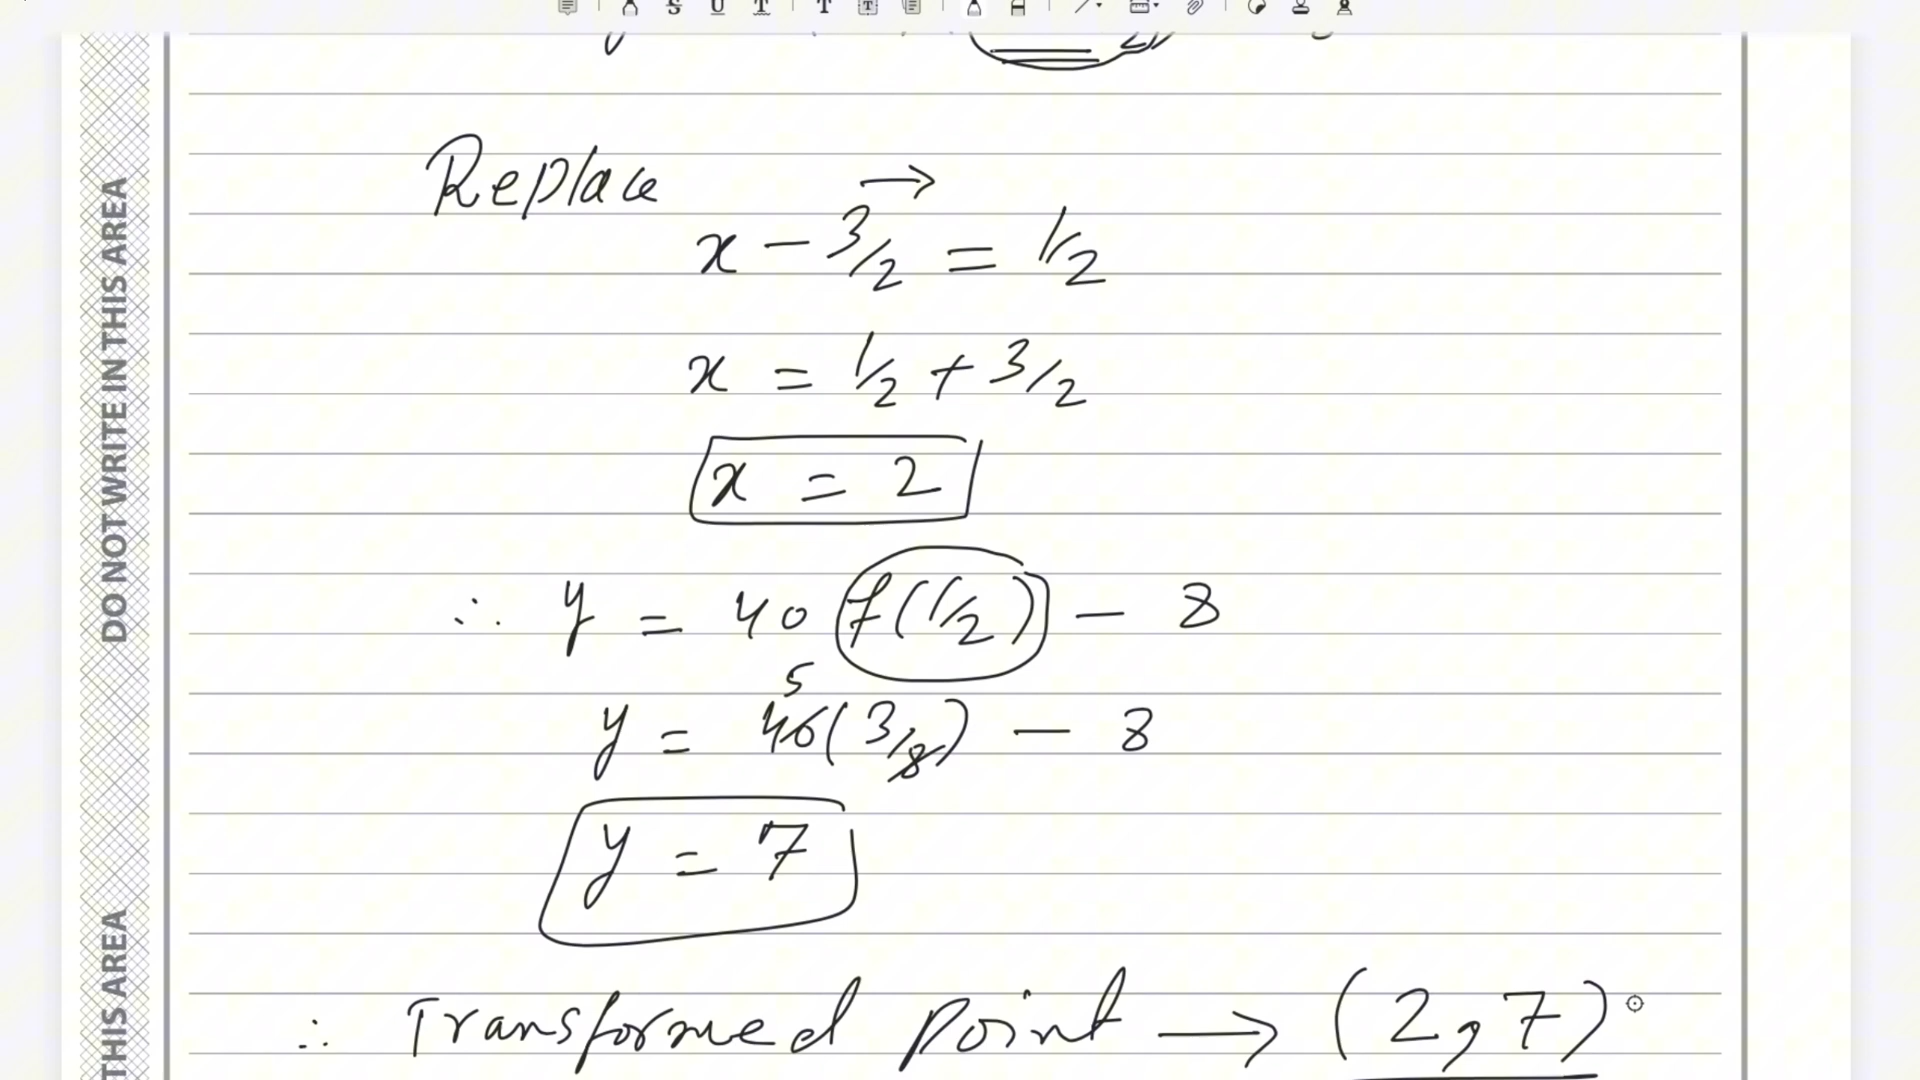 Replace →
x - 3/2 = 1/2
x = 1/2 + 3/2
x = 2
∴ y = 40 f(1/2) - 8
5
y = 40(3/8) - 8
y = 7
∴ Transformed point → (2, 7)
DO NOT WRITE IN THIS AREA
THIS AREA